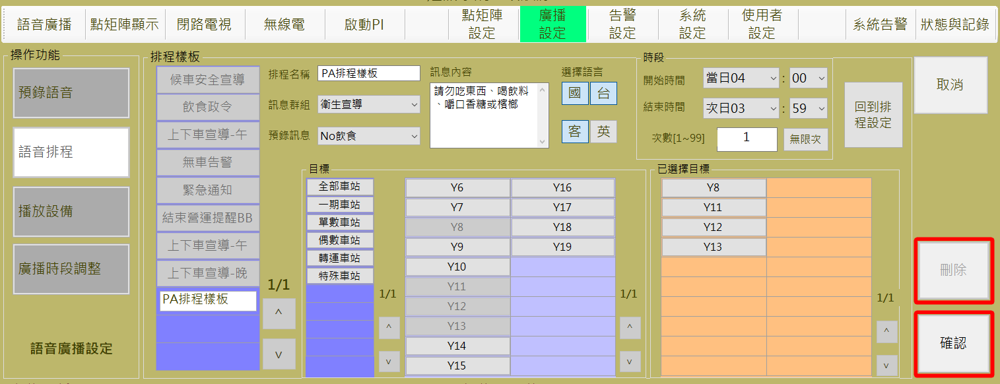 語音廣播
點矩陣顯示
閉路電視
無線電
啟動PI
點矩陣
設定
廣播
設定
告警
設定
系統
設定
使用者
設定
系統告警
狀態與記錄
操作功能
預錄語音
語音排程
播放設備
廣播時段調整
語音廣播設定
排程樣板
候車安全宣導
飲食政令
上下車宣導-午
無車告警
緊急通知
結束營運提醒BB
上下車宣導-午
上下車宣導-晚
PA排程樣板
1/1
^
v
排程名稱
PA排程樣板
訊息群組
衛生宣導
預錄訊息
No飲食
訊息內容
請勿吃東西、喝飲料
、嚼口香糖或檳榔
選擇語言
國
台
客
英
時段
開始時間
當日04
:
00
結束時間
次日03
:
59
次數[1~99]
1
無限次
回到排
程設定
目標
全部車站
一期車站
單數車站
偶數車站
轉運車站
特殊車站
1/1
^
v
Y6
Y16
Y7
Y17
Y8
Y18
Y9
Y19
Y10
Y11
Y12
Y13
Y14
Y15
1/1
^
v
已選擇目標
Y8
Y11
Y12
Y13
1/1
^
v
取消
刪除
確認